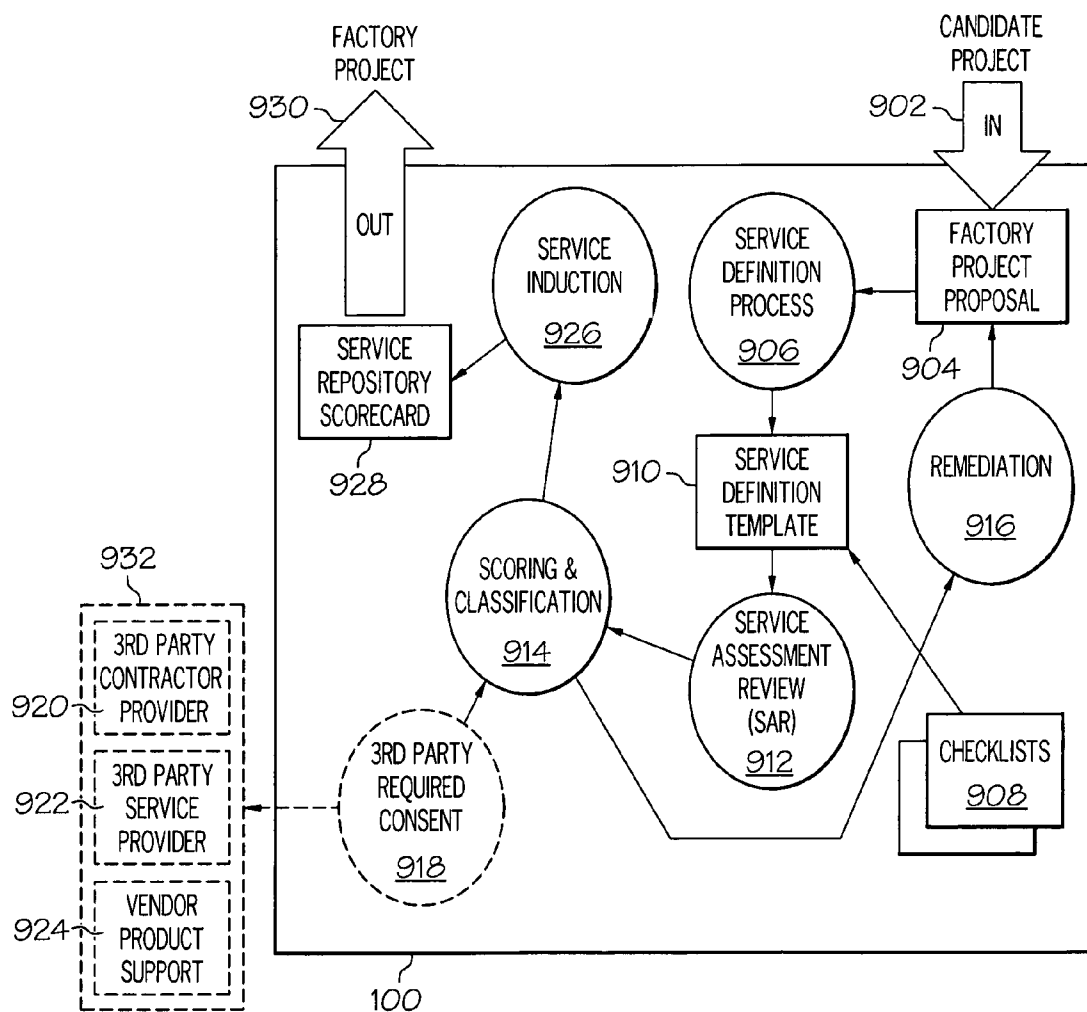 FACTORY
PROJECT
930
OUT
CANDIDATE
PROJECT
902
IN
FACTORY
PROJECT
PROPOSAL
904
SERVICE
DEFINITION
PROCESS
906
SERVICE
INDUCTION
926
SERVICE
REPOSITORY
SCORECARD
928
910
SERVICE
DEFINITION
TEMPLATE
REMEDIATION
916
SCORING &
CLASSIFICATION
914
SERVICE
ASSESSMENT
REVIEW
(SAR)
912
CHECKLISTS
908
3RD PARTY
REQUIRED
CONSENT
918
932
3RD PARTY
CONTRACTOR
PROVIDER
920
3RD PARTY
SERVICE
PROVIDER
922
VENDOR
PRODUCT
SUPPORT
924
100